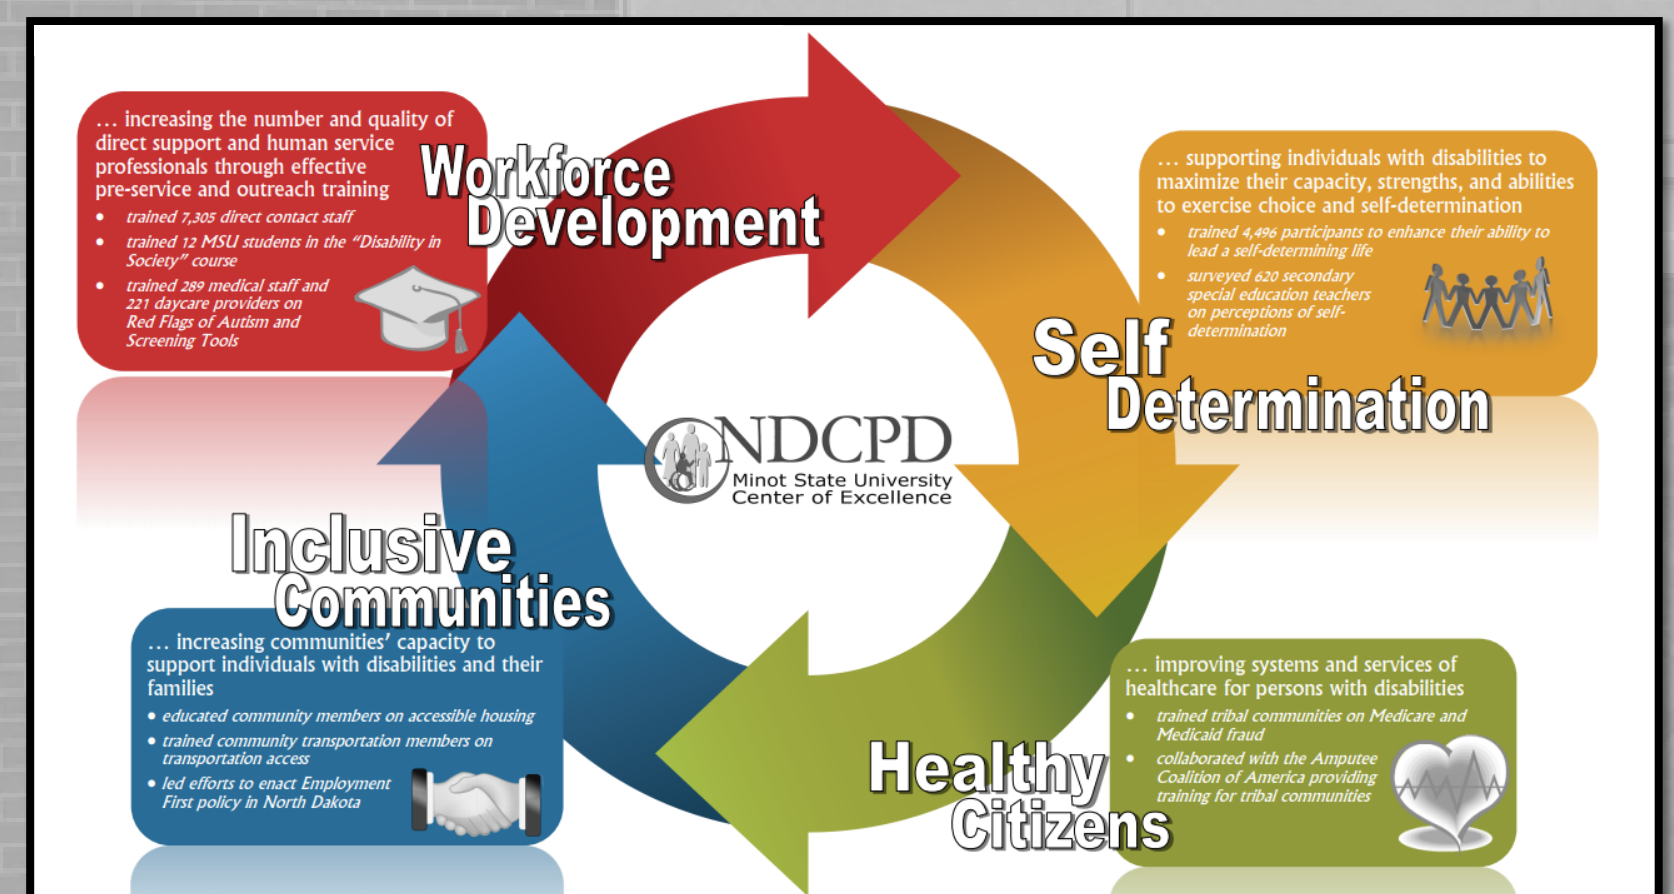 … increasing the number and quality of
direct support and human service
professionals through effective
pre-service and outreach training
• trained 7,305 direct contact staff
• trained 12 MSU students in the “Disability in
Society” course
• trained 289 medical staff and
221 daycare providers on
Red Flags of Autism and
Screening Tools
Workforce
Development
… supporting individuals with disabilities to
maximize their capacity, strengths, and abilities
to exercise choice and self-determination
• trained 4,496 participants to enhance their ability to
lead a self-determining life
• surveyed 620 secondary
special education teachers
on perceptions of self-
determination
Self
Determination
NDCPD
Minot State University
Center of Excellence
Inclusive
Communities
… increasing communities’ capacity to
support individuals with disabilities and their
families
• educated community members on accessible housing
• trained community transportation members on
transportation access
• led efforts to enact Employment
First policy in North Dakota
Healthy
Citizens
… improving systems and services of
healthcare for persons with disabilities
• trained tribal communities on Medicare and
Medicaid fraud
• collaborated with the Amputee
Coalition of America providing
training for tribal communities